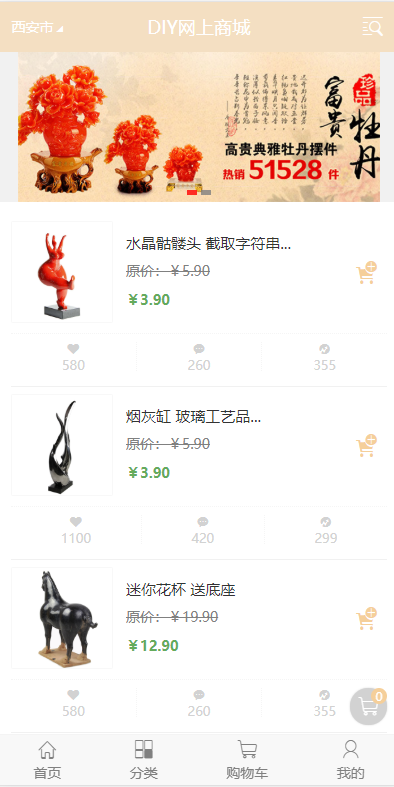 西安市
DIY网上商城
珍品
富贵牡丹
高贵典雅牡丹摆件
热销 51528 件
水晶骷髅头 截取字符串...
原价：￥5.90
￥3.90
580
260
355
烟灰缸 玻璃工艺品...
原价：￥5.90
￥3.90
1100
420
299
迷你花杯 送底座
原价：￥19.90
￥12.90
580
260
355
0
首页
分类
购物车
我的